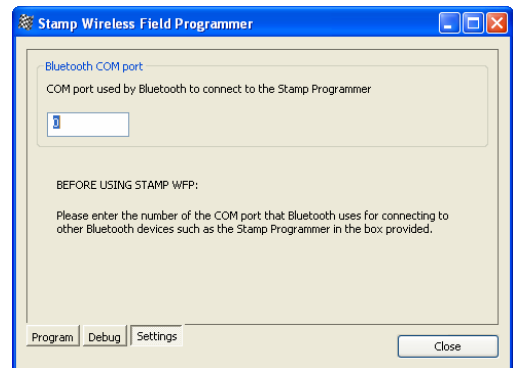 Stamp Wireless Field Programmer
Bluetooth COM port
COM port used by Bluetooth to connect to the Stamp Programmer
0
BEFORE USING STAMP WFP:
Please enter the number of the COM port that Bluetooth uses for connecting to
other Bluetooth devices such as the Stamp Programmer in the box provided.
Program Debug Settings
Close